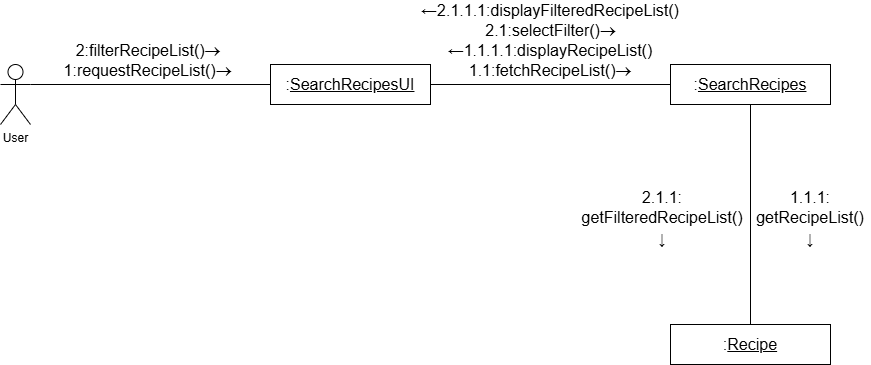 ←2.1.1.1:displayFilteredRecipeList()
2.1:selectFilter()→
←1.1.1.1:displayRecipeList()
1.1:fetchRecipeList()→
2:filterRecipeList()→
1:requestRecipeList()→
:SearchRecipesUI
:SearchRecipes
User
2.1.1:
getFilteredRecipeList()
↓
1.1.1:
getRecipeList()
↓
:Recipe